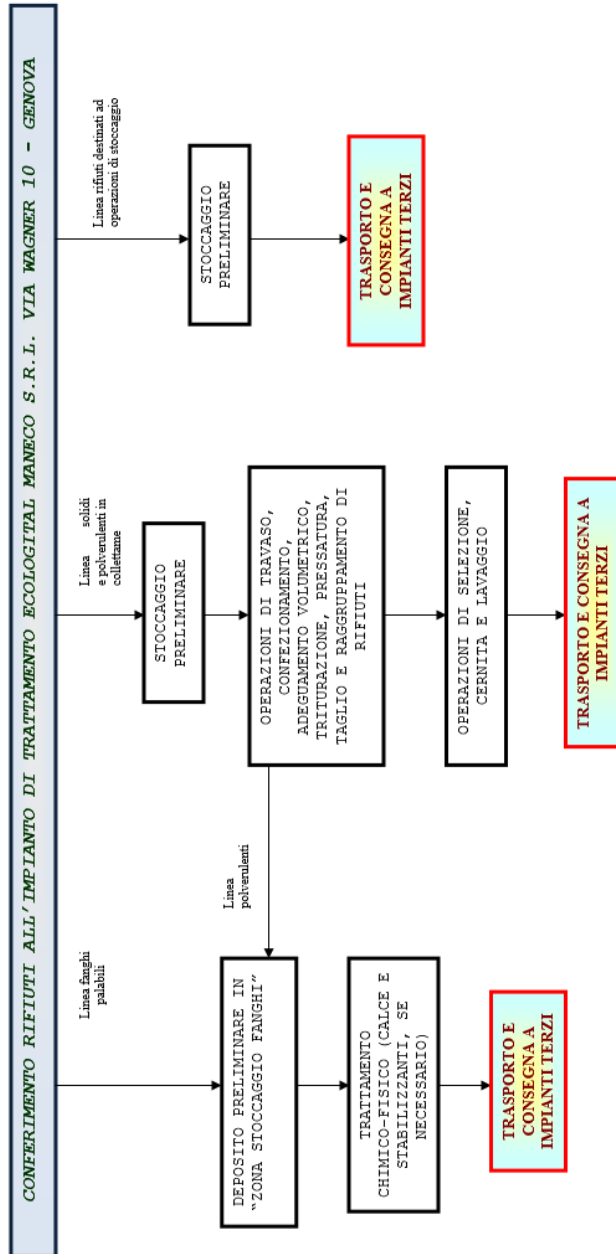 CONFERIMENTO RIFIUTI ALL'IMPIANTO DI TRATTAMENTO ECOLOGITAL MANECO S.R.L. VIA WAGNER 10 - GENOVA
Linea fanghi
palabili
DEPOSITO PRELIMINARE IN
"ZONA STOCCAGGIO FANGHI"
TRATTAMENTO
CHIMICO-FISICO (CALCE E
STABILIZZANTI, SE
NECESSARIO)
TRASPORTO E
CONSEGNA A
IMPIANTI TERZI
Linea
polverulenti
Linea solidi
e polverulenti in
collettame
STOCCAGGIO
PRELIMINARE
OPERAZIONI DI TRAVASO,
CONFEZIONAMENTO,
ADEGUAMENTO VOLUMETRICO,
TRITURAZIONE, PRESSATURA,
TAGLIO E RAGGRUPPAMENTO DI
RIFIUTI
OPERAZIONI DI SELEZIONE,
CERNITA E LAVAGGIO
TRASPORTO E CONSEGNA A
IMPIANTI TERZI
Linea rifiuti destinati ad
operazioni di stoccaggio
STOCCAGGIO
PRELIMINARE
TRASPORTO E
CONSEGNA A
IMPIANTI TERZI